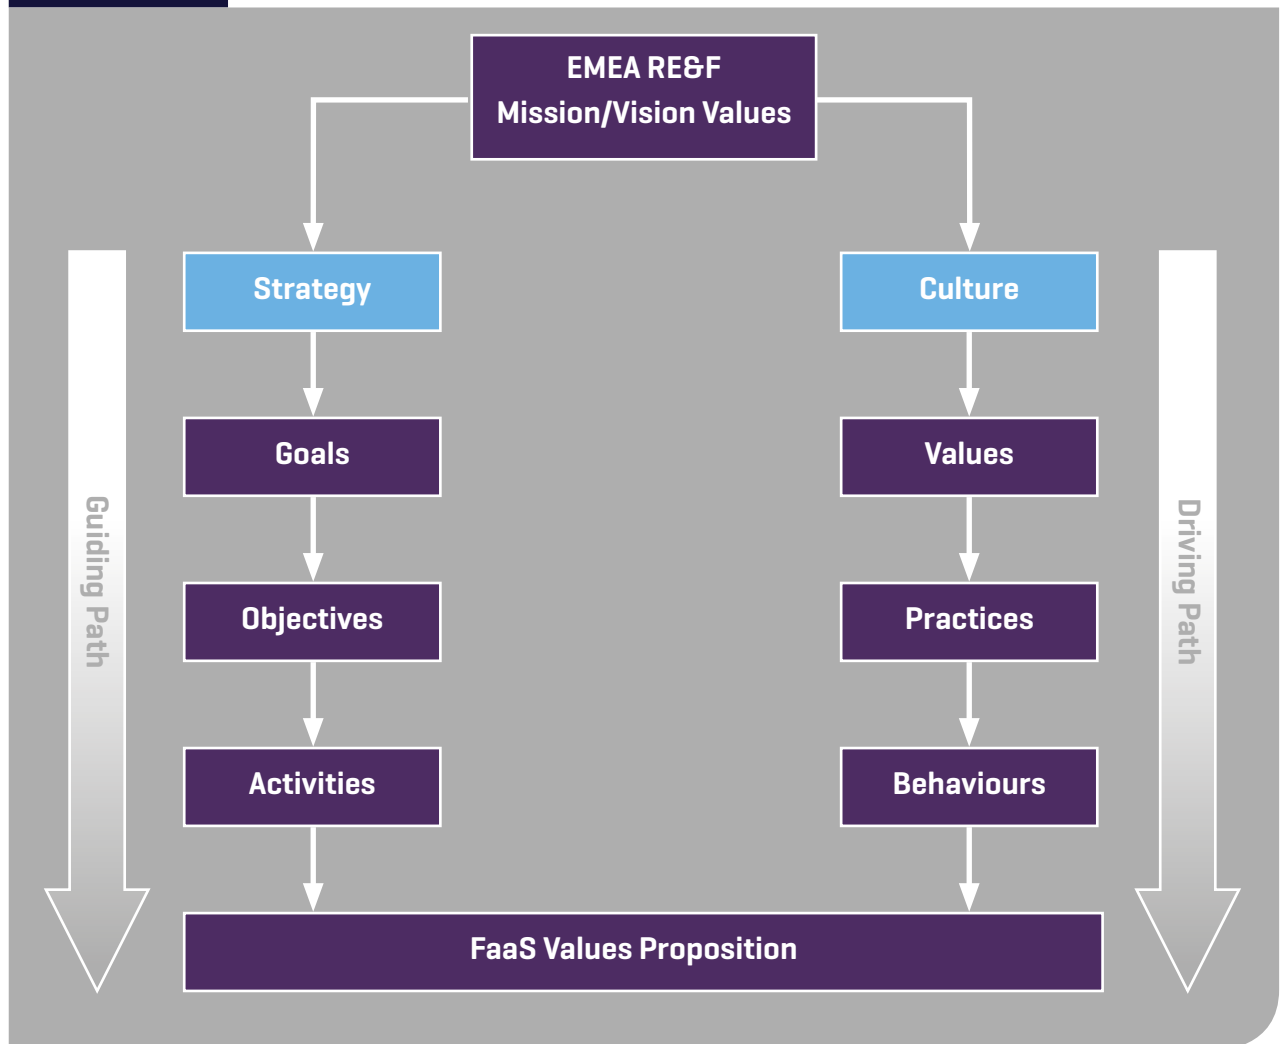 EMEA RE&F
Mission/Vision Values
Strategy
Culture
Goals
Values
Objectives
Practices
Activities
Behaviours
FaaS Values Proposition
Guiding Path
Driving Path